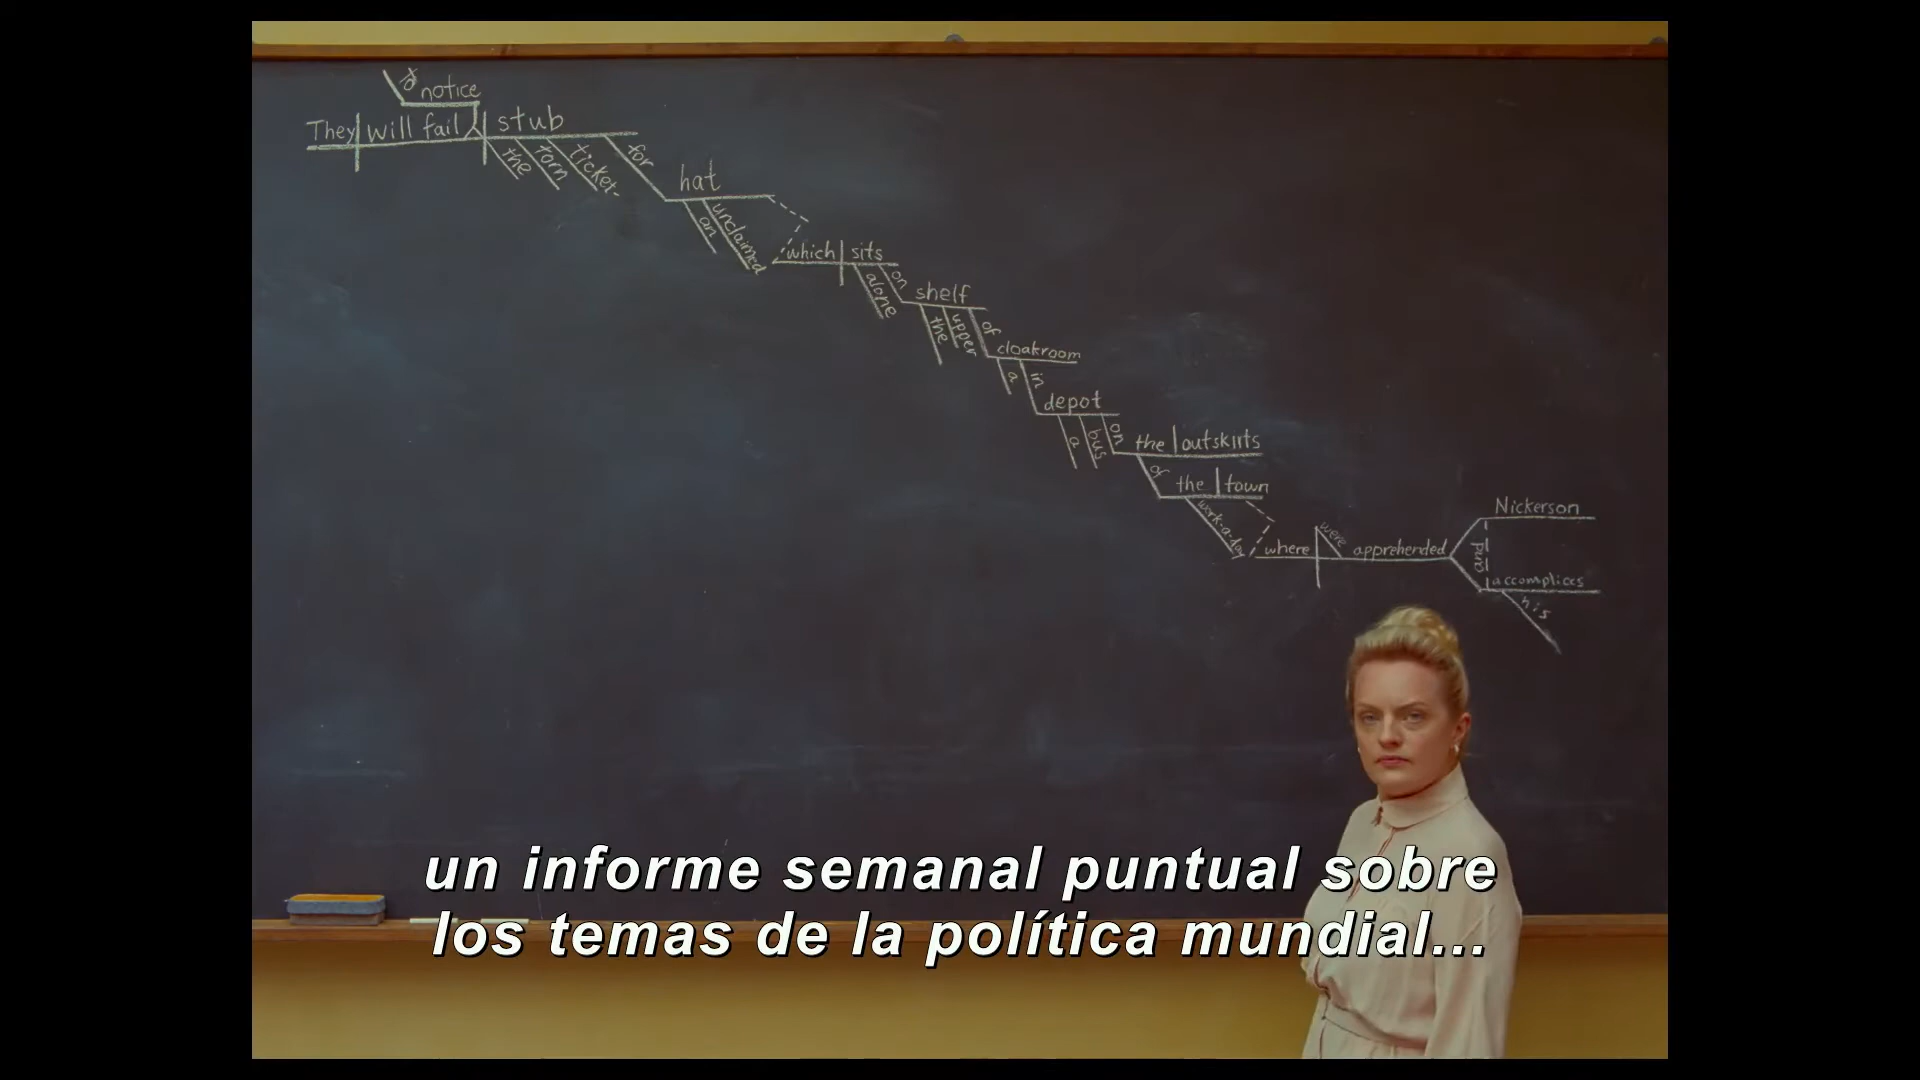 to
notice
They will fail stub
the torn ticket- for
hat
an unclaimed
which sits
alone on
shelf
the upper of
cloakroom
a in
depot
a bus on
the outskirts
of the town
work-a-day
where were apprehended
Nickerson
and
accomplices
his
un informe semanal puntual sobre
los temas de la política mundial...